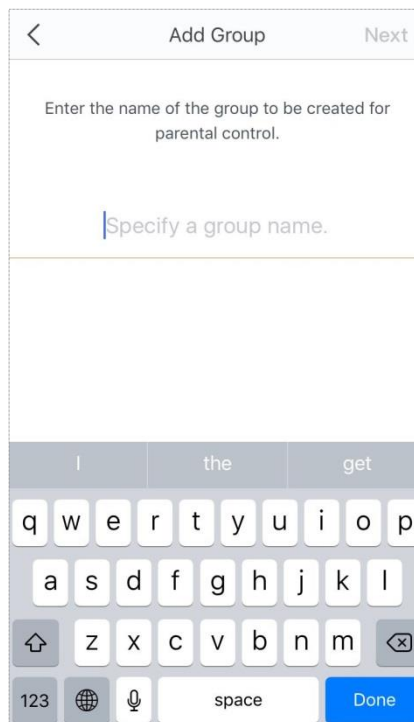 Add Group
Next
Enter the name of the group to be created for
parental control.
Specify a group name.
I the get
q w e r t y u i o p
a s d f g h j k l
z x c v b n m
123 space Done